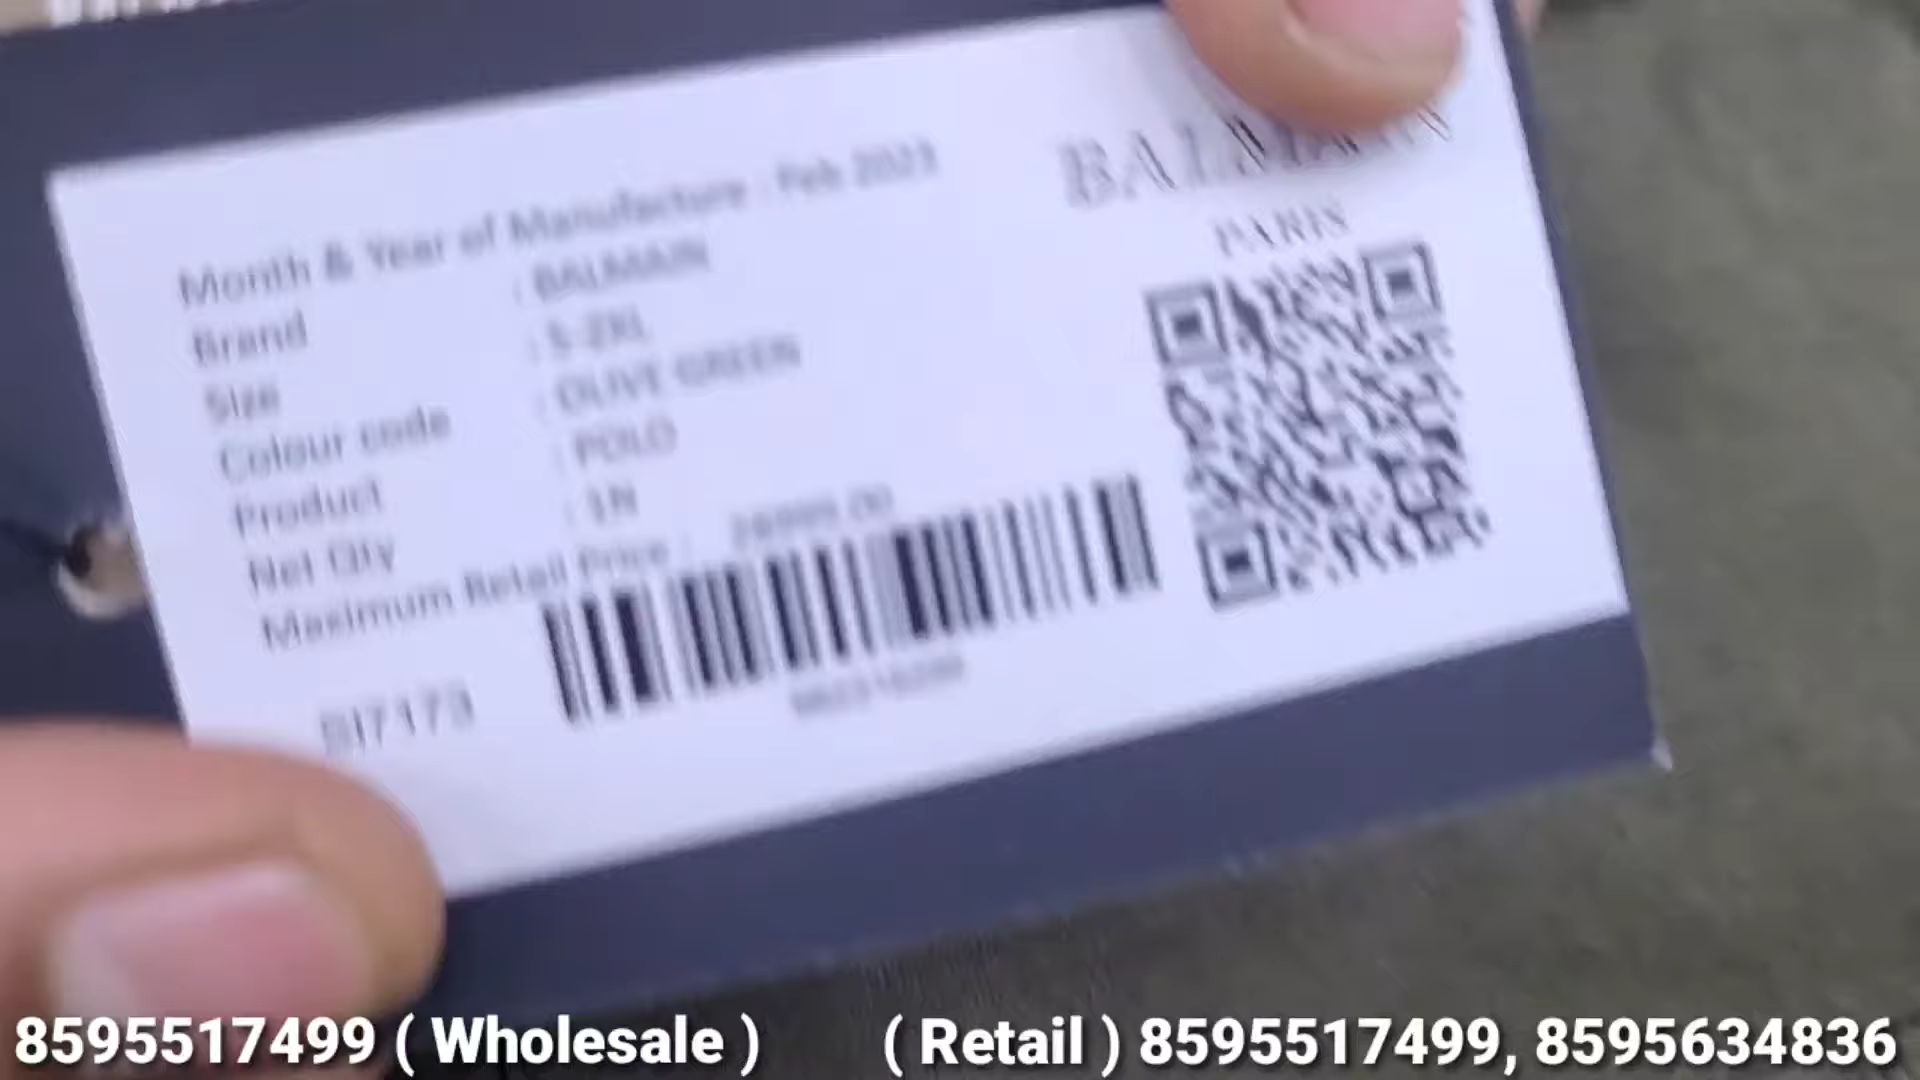 Month & Year of Manufacture : Feb 2023
Brand : BALMAIN
Size : S-2XL
Colour code : OLIVE GREEN
Product : POLO
Net Qty : 1N
Maximum Retail Price :
SI7173
BALMAIN
PARIS
8595517499 ( Wholesale ) ( Retail ) 8595517499, 8595634836